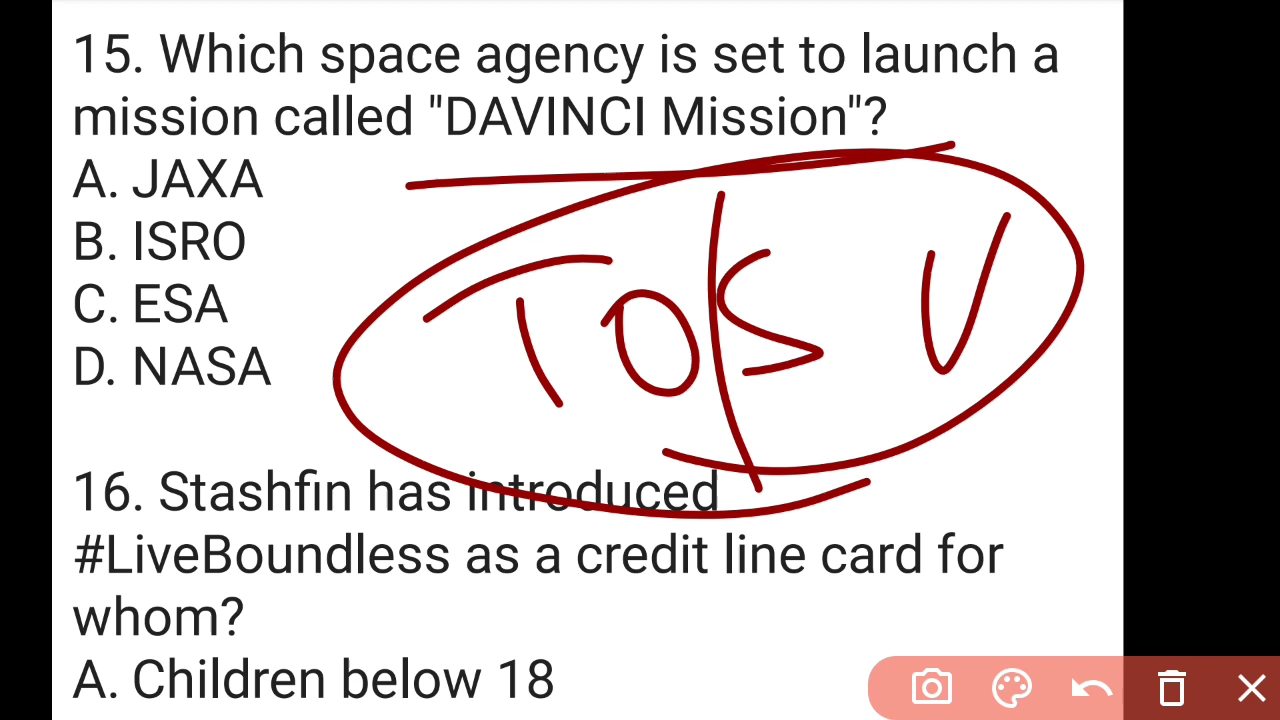 15. Which space agency is set to launch a
mission called "DAVINCI Mission"?
A. JAXA
B. ISRO
C. ESA
D. NASA
TO S V
16. Stashfin has introduced
#LiveBoundless as a credit line card for
whom?
A. Children below 18